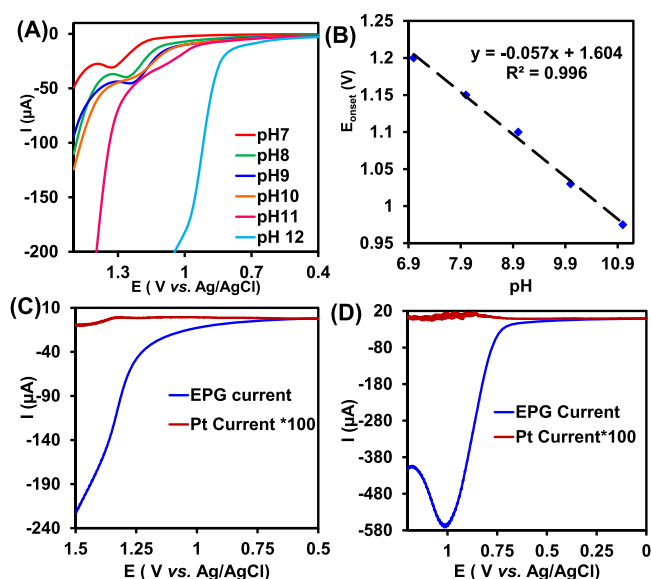 (A)
0
-50
-100
-150
-200
I (µA)
pH7
pH8
pH9
pH10
pH11
pH 12
1.3
1
0.7
0.4
E ( V vs. Ag/AgCl)
(B)
1.25
1.2
1.15
1.1
1.05
1
0.95
Eonset (V)
y = -0.057x + 1.604
R² = 0.996
6.9
7.9
8.9
9.9
10.9
pH
(C)
10
-40
-90
-140
-190
-240
I (µA)
EPG current
Pt Current *100
1.5
1.25
1
0.75
0.5
E ( V vs. Ag/AgCl)
(D)
20
-80
-180
-280
-380
-480
-580
I (µA)
EPG Current
Pt Current*100
1
0.75
0.5
0.25
0
E ( V vs. Ag/AgCl)